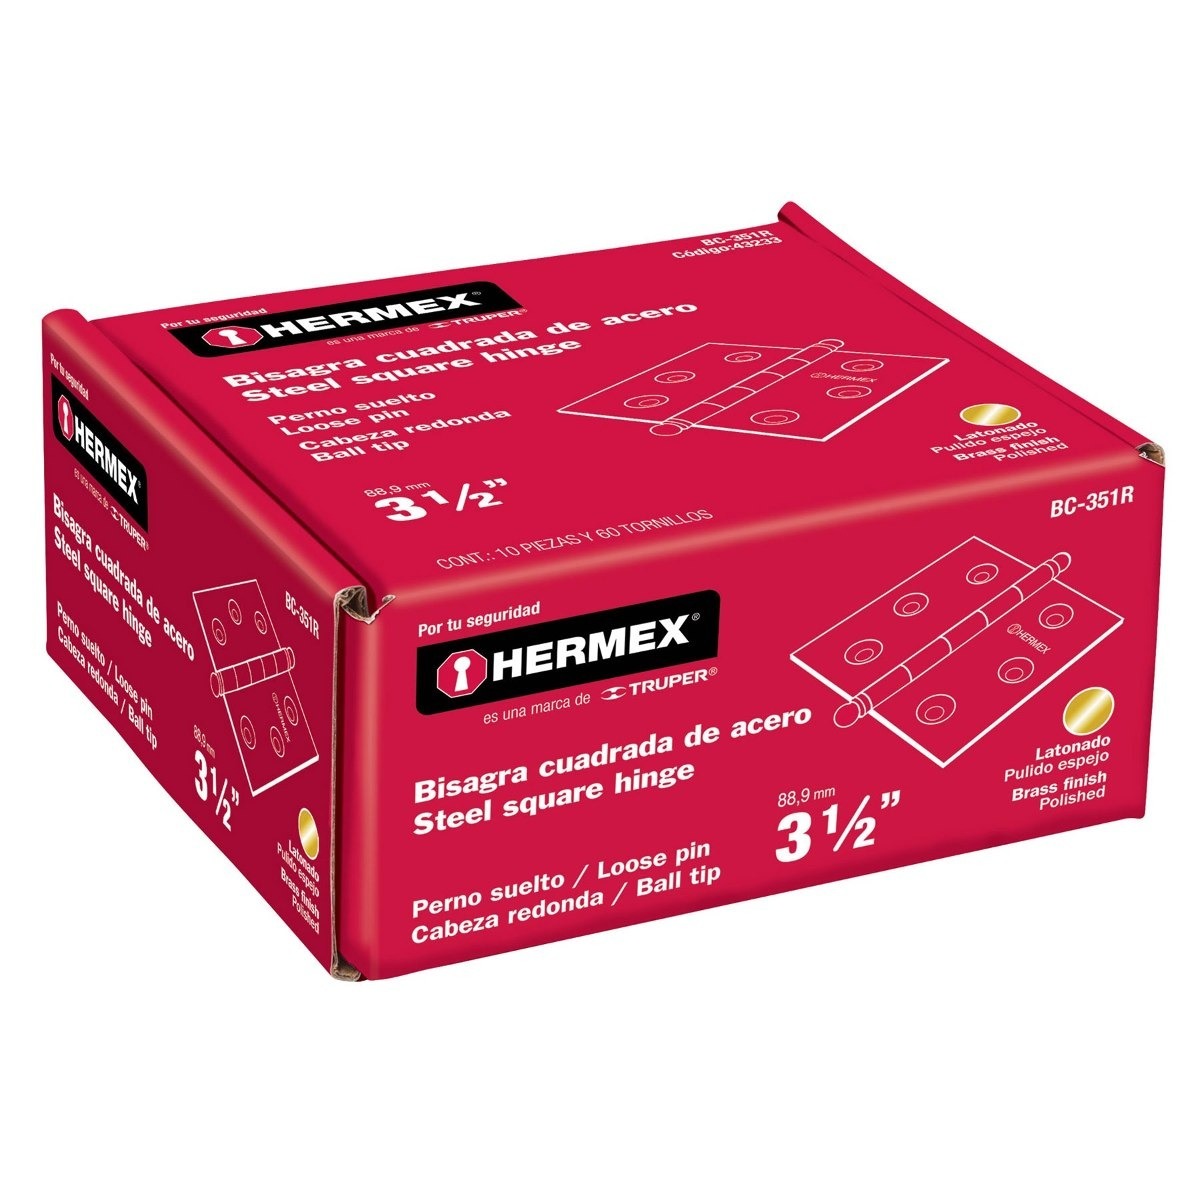 BC-351R
Código:43233
Por tu seguridad
HERMEX®
es una marca de TRUPER®
Bisagra cuadrada de acero
Steel square hinge
Perno suelto
Loose pin
Cabeza redonda
Ball tip
88,9 mm
3 1/2"
HERMEX
Latonado
Pulido espejo
Brass finish
Polished
CONT.: 10 PIEZAS Y 60 TORNILLOS
Por tu seguridad
HERMEX
es una marca de TRUPER®
Bisagra cuadrada de acero
Steel square hinge
BC-351R
Perno suelto / Loose pin
Cabeza redonda / Ball tip
HERMEX
88,9 mm
3 1/2"
Latonado
Pulido espejo
Brass finish
Polished
BC-351R
Por tu seguridad
HERMEX®
es una marca de TRUPER®
HERMEX
Bisagra cuadrada de acero
Steel square hinge
88,9 mm
3 1/2"
Latonado
Pulido espejo
Brass finish
Polished
Perno suelto / Loose pin
Cabeza redonda / Ball tip